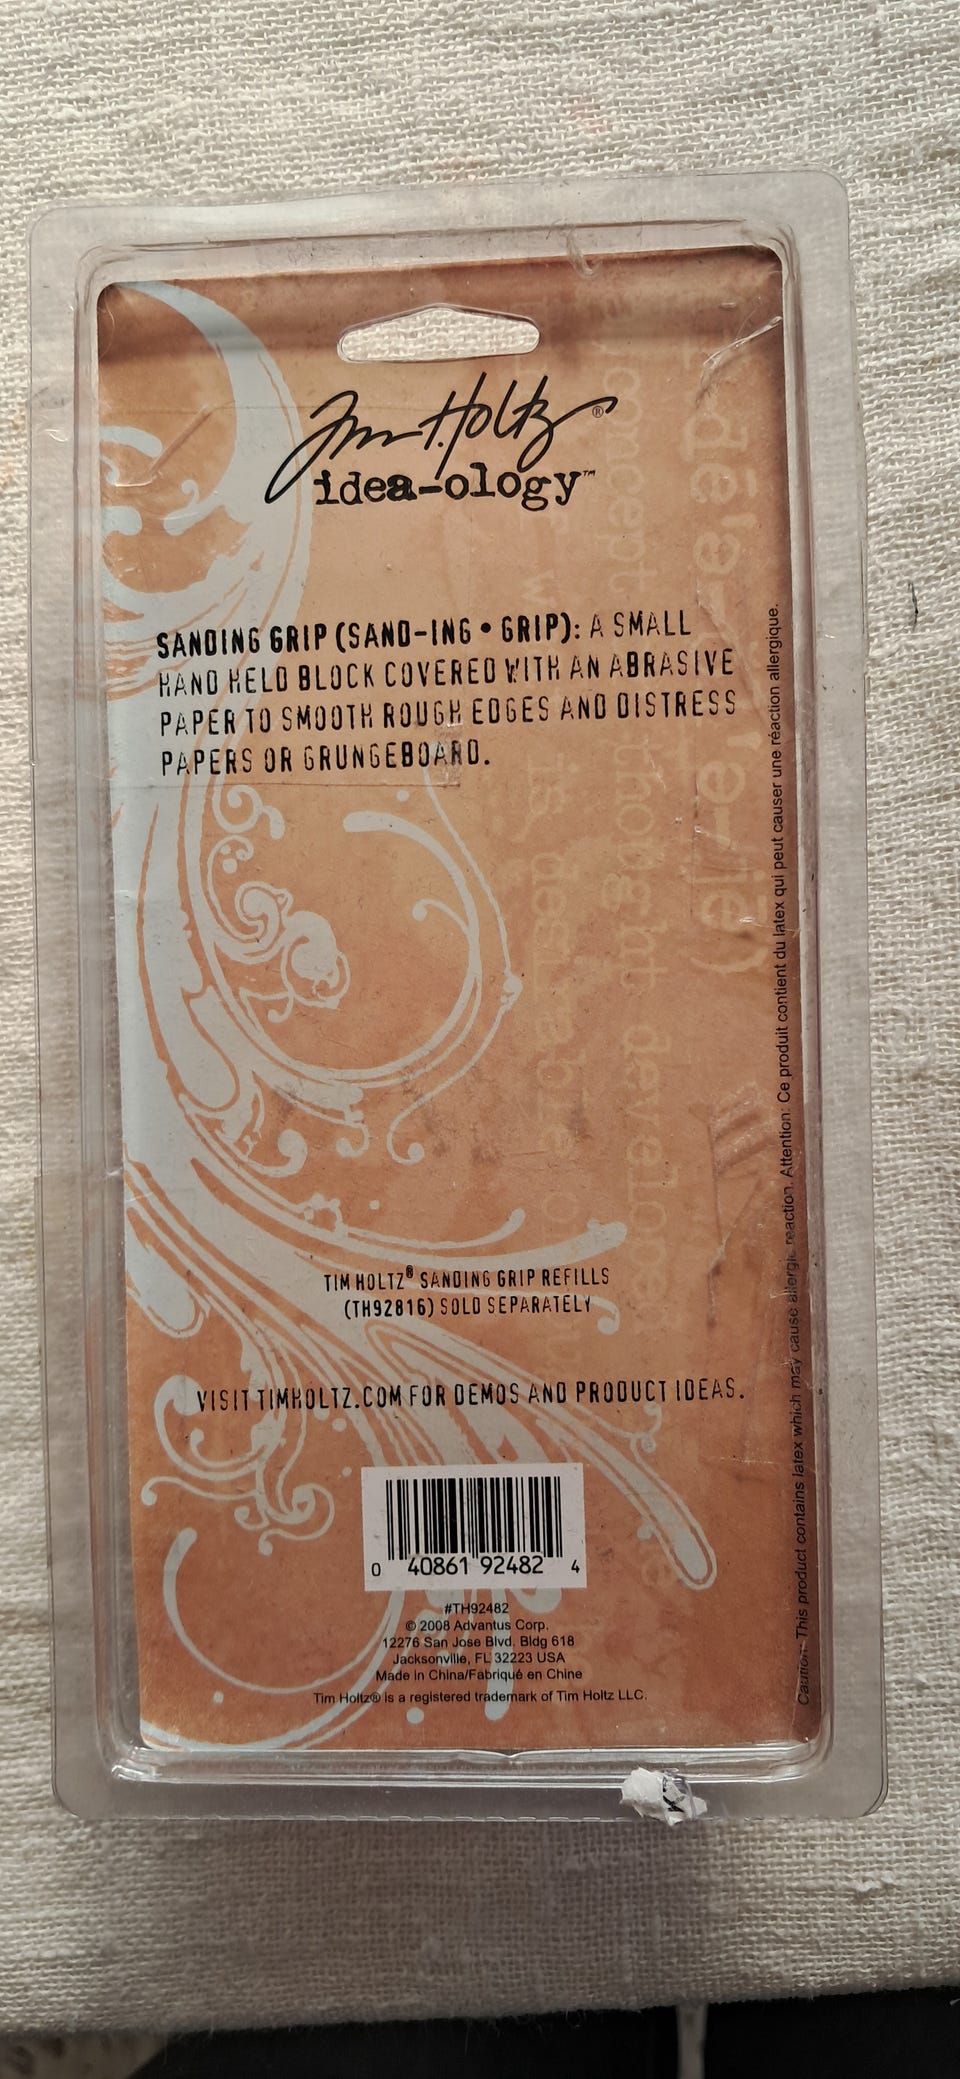 Tim Holtz®
idea-ology™
SANDING GRIP (SAND-ING • GRIP): A SMALL
HAND HELD BLOCK COVERED WITH AN ABRASIVE
PAPER TO SMOOTH ROUGH EDGES AND DISTRESS
PAPERS OR GRUNGEBOARD.
TIM HOLTZ® SANDING GRIP REFILLS
(TH92816) SOLD SEPARATELY
VISIT TIMHOLTZ.COM FOR DEMOS AND PRODUCT IDEAS.
0 40861 92482 4
#TH92482
© 2008 Advantus Corp.
12276 San Jose Blvd. Bldg 618
Jacksonville, FL 32223 USA
Made in China/Fabriqué en Chine
Tim Holtz® is a registered trademark of Tim Holtz LLC.
Caution: This product contains latex which may cause allergic reaction. Attention: Ce produit contient du latex qui peut causer une réaction allergique.